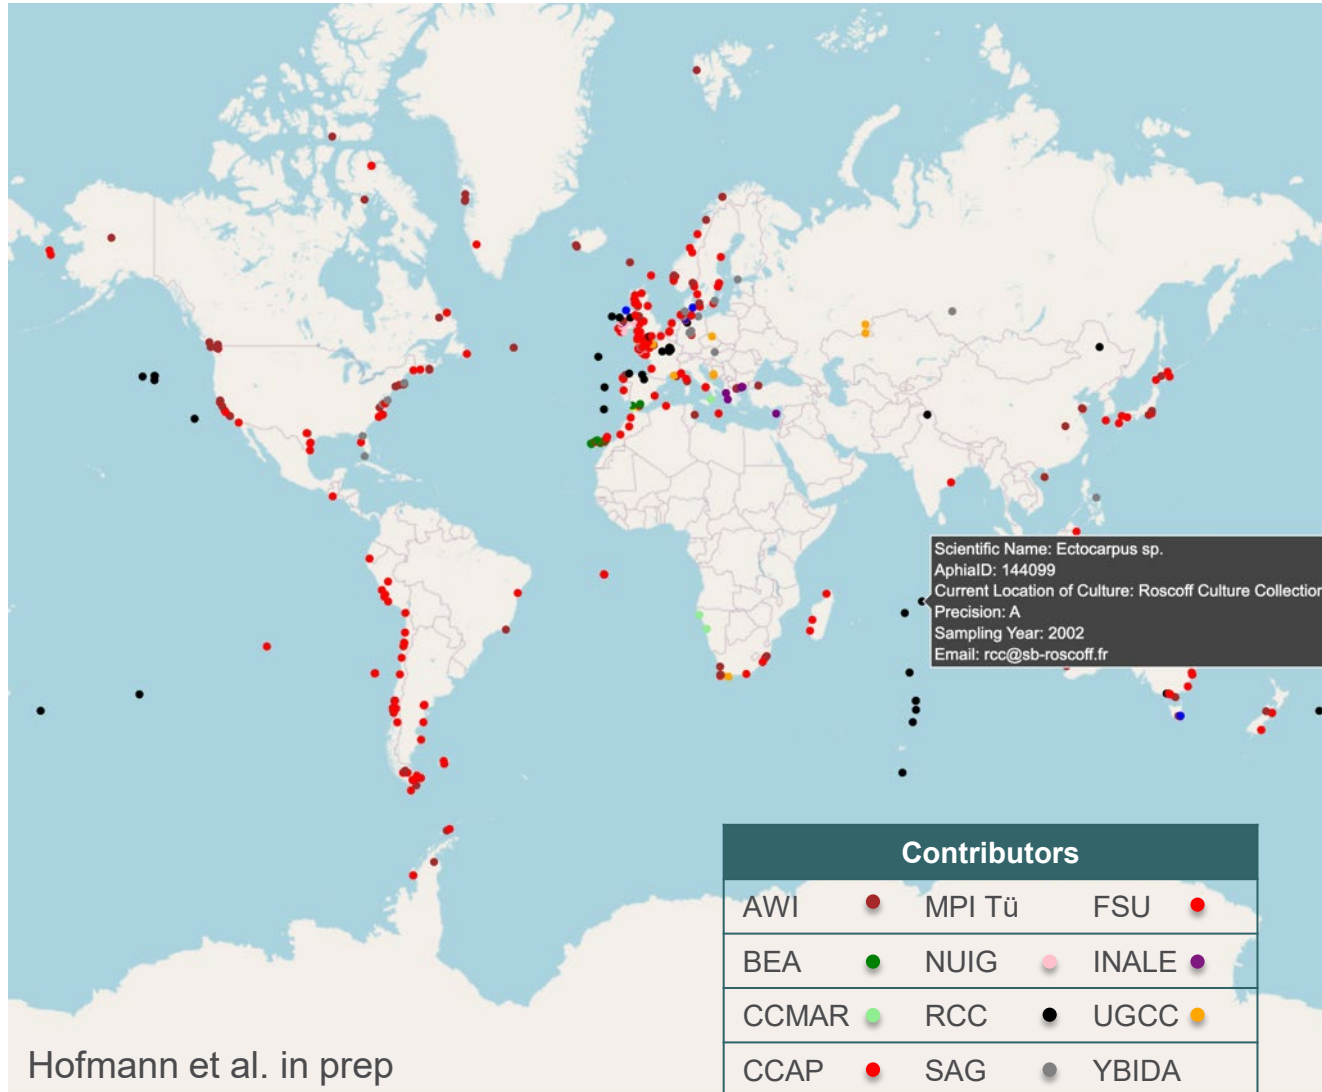 Scientific Name: Ectocarpus sp.
AphiaID: 144099
Current Location of Culture: Roscoff Culture Collection
Precision: A
Sampling Year: 2002
Email: rcc@sb-roscoff.fr
Contributors
AWI MPI Tü FSU
BEA NUIG INALE
CCMAR RCC UGCC
CCAP SAG YBIDA
Hofmann et al. in prep